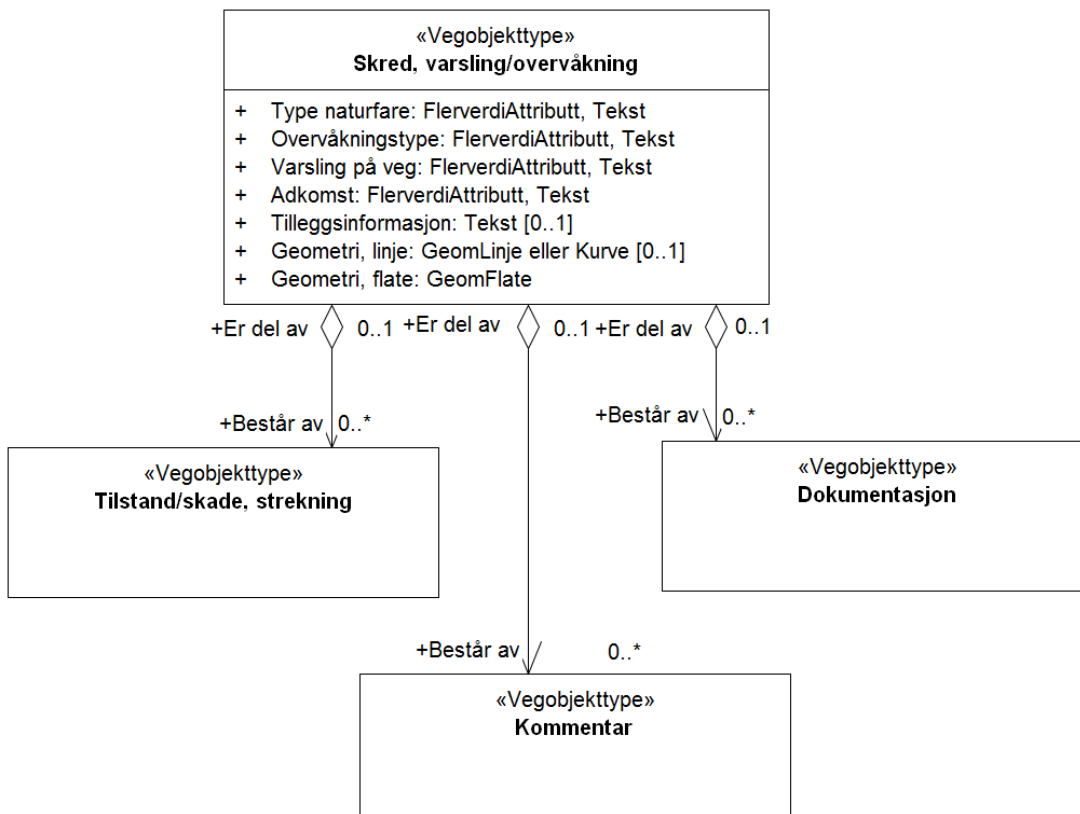 «Vegobjekttype»
Skred, varsling/overvåkning
+ Type naturfare: FlerverdiAttributt, Tekst
+ Overvåkningstype: FlerverdiAttributt, Tekst
+ Varsling på veg: FlerverdiAttributt, Tekst
+ Adkomst: FlerverdiAttributt, Tekst
+ Tilleggsinformasjon: Tekst [0..1]
+ Geometri, linje: GeomLinje eller Kurve [0..1]
+ Geometri, flate: GeomFlate
+Er del av 0..1 +Er del av 0..1 +Er del av 0..1
+Består av 0..*
+Består av 0..*
«Vegobjekttype»
Tilstand/skade, strekning
«Vegobjekttype»
Dokumentasjon
+Består av 0..*
«Vegobjekttype»
Kommentar